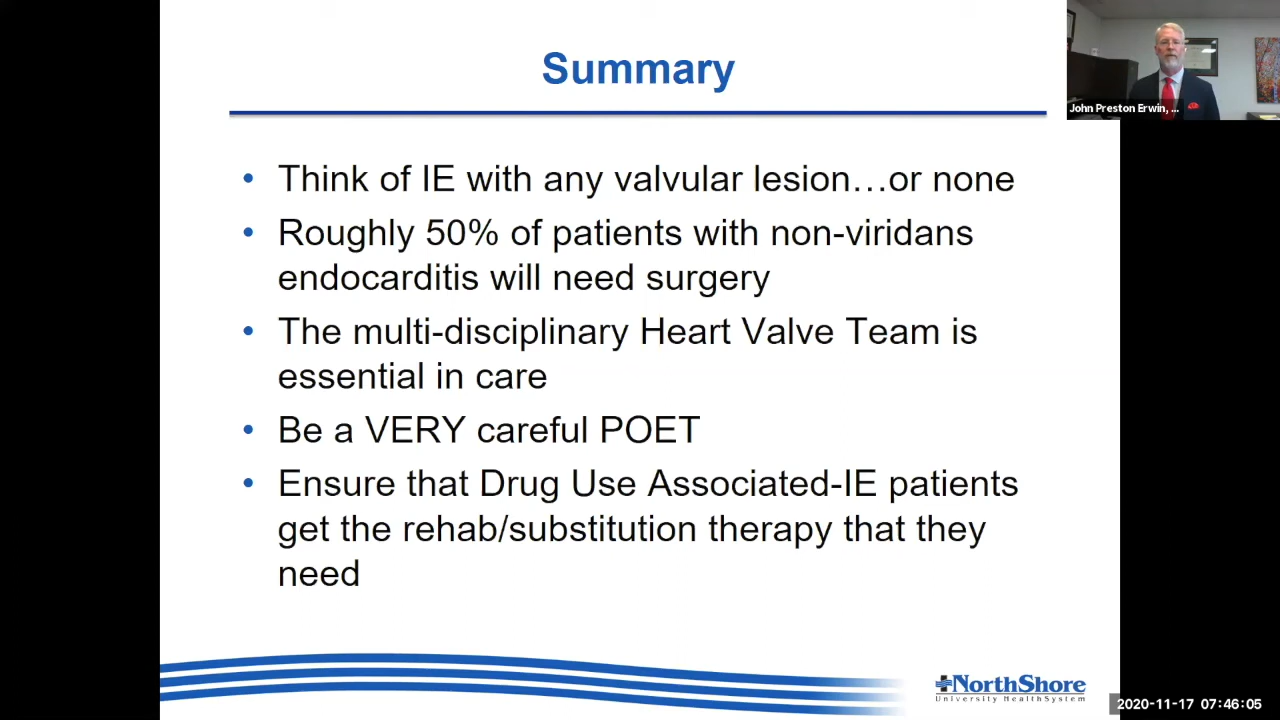 Summary
John Preston Erwin, ...
• Think of IE with any valvular lesion…or none
• Roughly 50% of patients with non-viridans
endocarditis will need surgery
• The multi-disciplinary Heart Valve Team is
essential in care
• Be a VERY careful POET
• Ensure that Drug Use Associated-IE patients
get the rehab/substitution therapy that they
need
NorthShore
University HealthSystem
2020-11-17 07:46:05